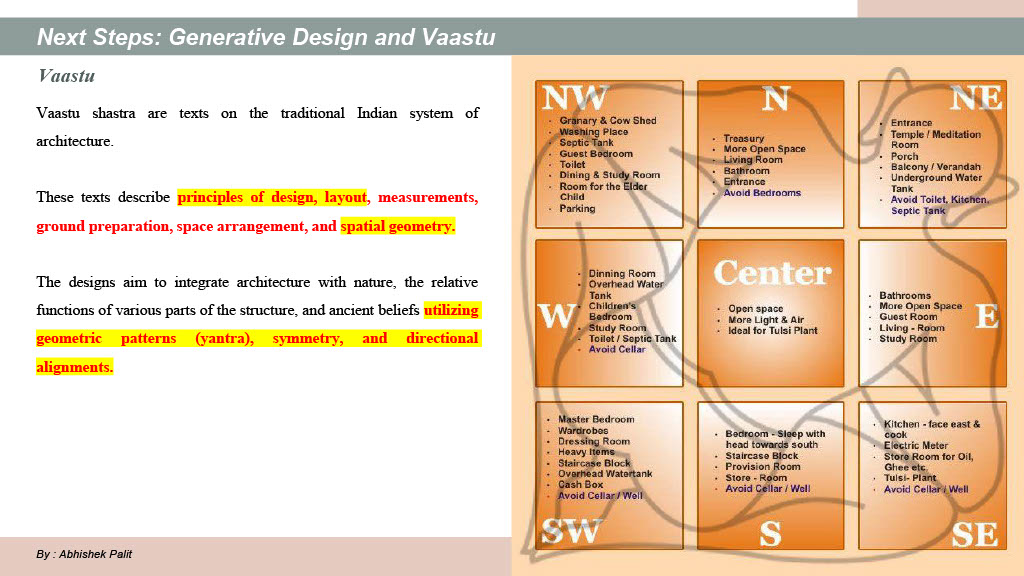 Next Steps: Generative Design and Vaastu
Vaastu
Vaastu shastra are texts on the traditional Indian system of
architecture.
These texts describe principles of design, layout, measurements,
ground preparation, space arrangement, and spatial geometry.
The designs aim to integrate architecture with nature, the relative
functions of various parts of the structure, and ancient beliefs utilizing
geometric patterns (yantra), symmetry, and directional
alignments.
NW
· Granary & Cow Shed
· Washing Place
· Septic Tank
· Guest Bedroom
· Toilet
· Dining & Study Room
· Room for the Elder
Child
· Parking
N
· Treasury
· More Open Space
· Living Room
· Bathroom
· Entrance
· Avoid Bedrooms
NE
· Entrance
· Temple / Meditation
Room
· Porch
· Balcony / Verandah
· Underground Water
Tank
· Avoid Toilet, Kitchen,
Septic Tank
W
· Dinning Room
· Overhead Water
Tank
· Children's
Bedroom
· Study Room
· Toilet / Septic Tank
· Avoid Cellar
Center
· Open space
· More Light & Air
· Ideal for Tulsi Plant
E
· Bathrooms
· More Open Space
· Guest Room
· Living - Room
· Study Room
· Master Bedroom
· Wardrobes
· Dressing Room
· Heavy Items
· Staircase Block
· Overhead Watertank
· Cash Box
· Avoid Cellar / Well
SW
· Bedroom - Sleep with
head towards south
· Staircase Block
· Provision Room
· Store - Room
· Avoid Cellar / Well
S
· Kitchen - face east &
cook
· Electric Meter
· Store Room for Oil,
Ghee etc.
· Tulsi- Plant
· Avoid Cellar / Well
SE
By : Abhishek Palit